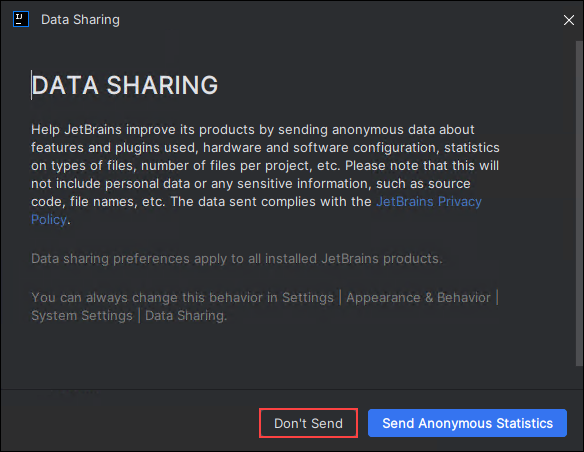 IJ
Data Sharing
DATA SHARING
Help JetBrains improve its products by sending anonymous data about
features and plugins used, hardware and software configuration, statistics
on types of files, number of files per project, etc. Please note that this will
not include personal data or any sensitive information, such as source
code, file names, etc. The data sent complies with the JetBrains Privacy
Policy.
Data sharing preferences apply to all installed JetBrains products.
You can always change this behavior in Settings | Appearance & Behavior |
System Settings | Data Sharing.
Don't Send
Send Anonymous Statistics